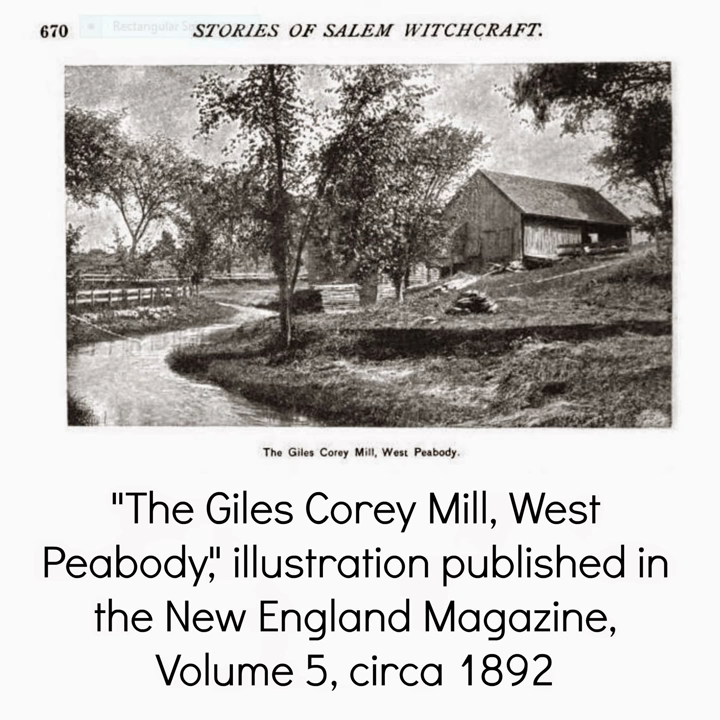 670
Rectangular
STORIES OF SALEM WITCHCRAFT.
The Giles Corey Mill, West Peabody.
"The Giles Corey Mill, West
Peabody," illustration published in
the New England Magazine,
Volume 5, circa 1892